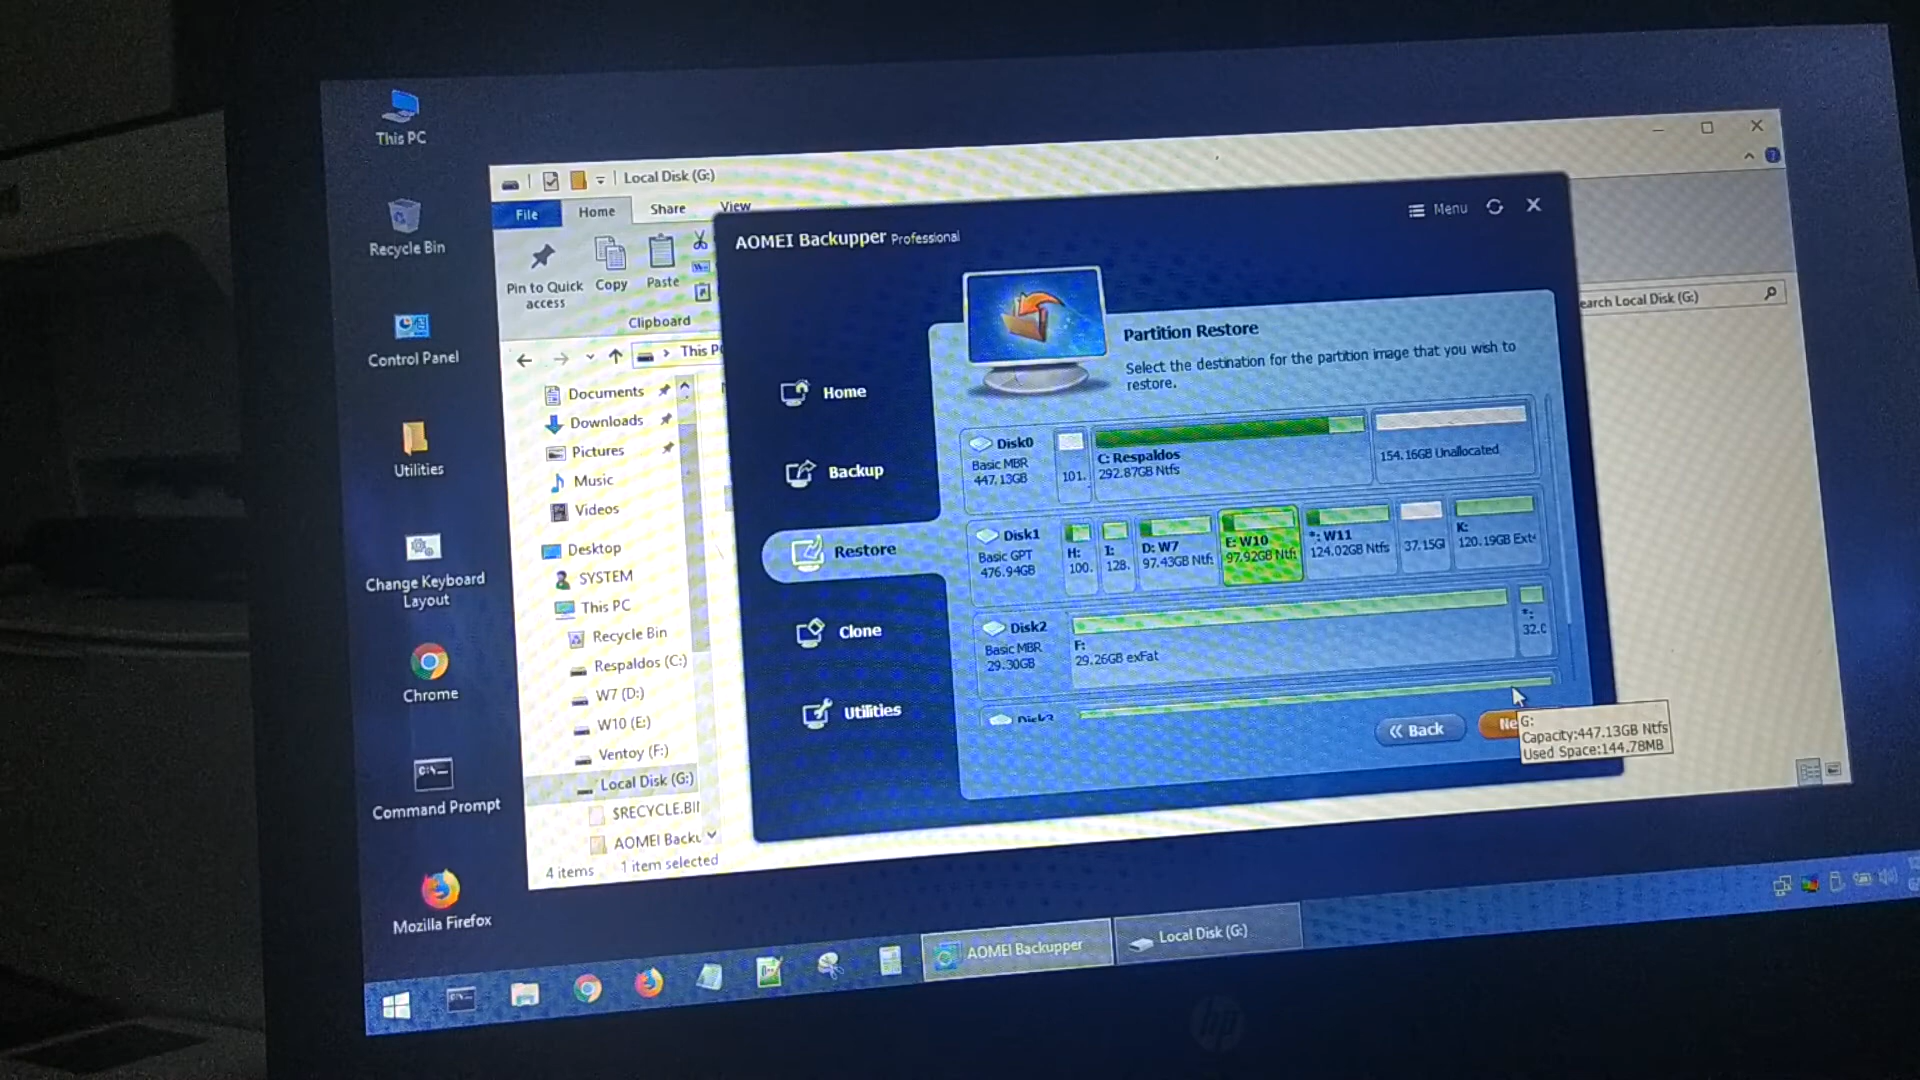 This PC
Recycle Bin
Control Panel
Utilities
Change Keyboard
Layout
Chrome
Command Prompt
Mozilla Firefox
Local Disk (G:)
File
Home
Share
View
Pin to Quick
access
Copy
Paste
Clipboard
This P
earch Local Disk (G:)
Documents
Downloads
Pictures
Music
Videos
Desktop
SYSTEM
This PC
Recycle Bin
Respaldos (C:)
W7 (D:)
W10 (E:)
Ventoy (F:)
Local Disk (G:)
$RECYCLE.BI
AOMEI Back
4 items
1 item selected
Menu
AOMEI Backupper Professional
Home
Backup
Restore
Clone
Utilities
Partition Restore
Select the destination for the partition image that you wish to
restore.
Disk0
Basic MBR
447.13GB
101.
C: Respaldos
292.87GB Ntfs
154.16GB Unallocated
Disk1
Basic GPT
476.94GB
H:
100.
I:
128.
D: W7
97.43GB Ntf
E: W10
97.92GB Ntf
*: W11
124.02GB Ntfs
37.15G
K:
120.19GB Ext
Disk2
Basic MBR
29.30GB
F:
29.26GB exFat
*:
32.0
Disk3
Back
Ne
G:
Capacity:447.13GB Ntfs
Used Space:144.78MB
AOMEI Backupper
Local Disk (G:)
hp